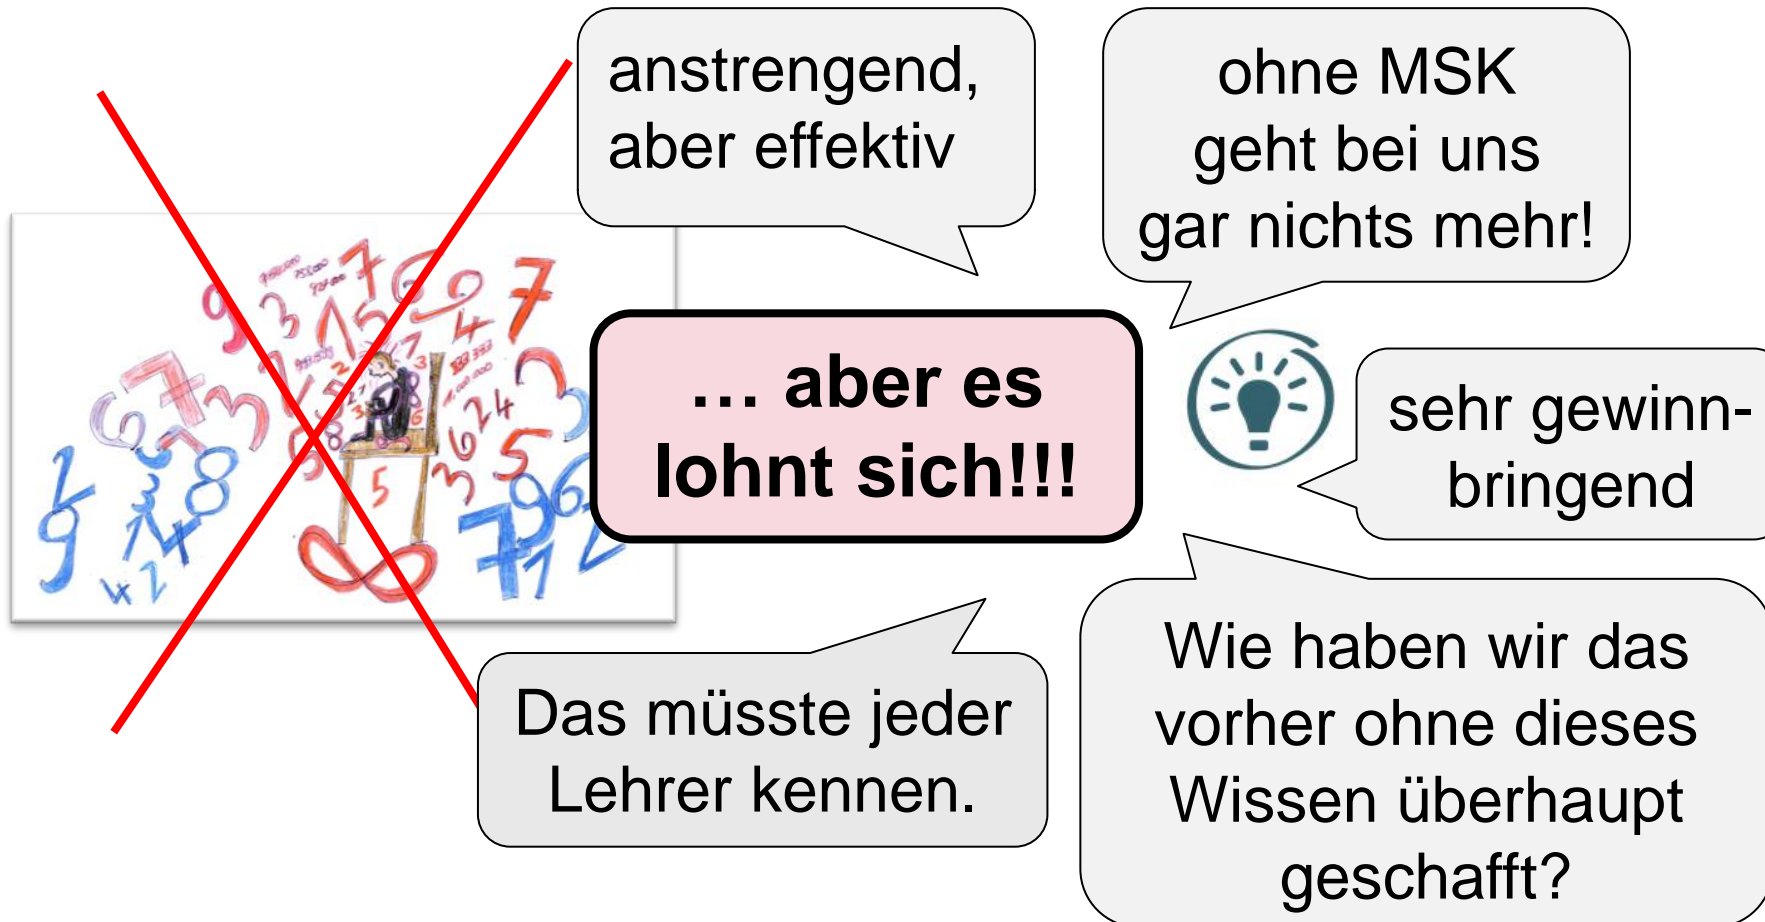 anstrengend,
aber effektiv
ohne MSK
geht bei uns
gar nichts mehr!
… aber es
lohnt sich!!!
sehr gewinn-
bringend
Das müsste jeder
Lehrer kennen.
Wie haben wir das
vorher ohne dieses
Wissen überhaupt
geschafft?